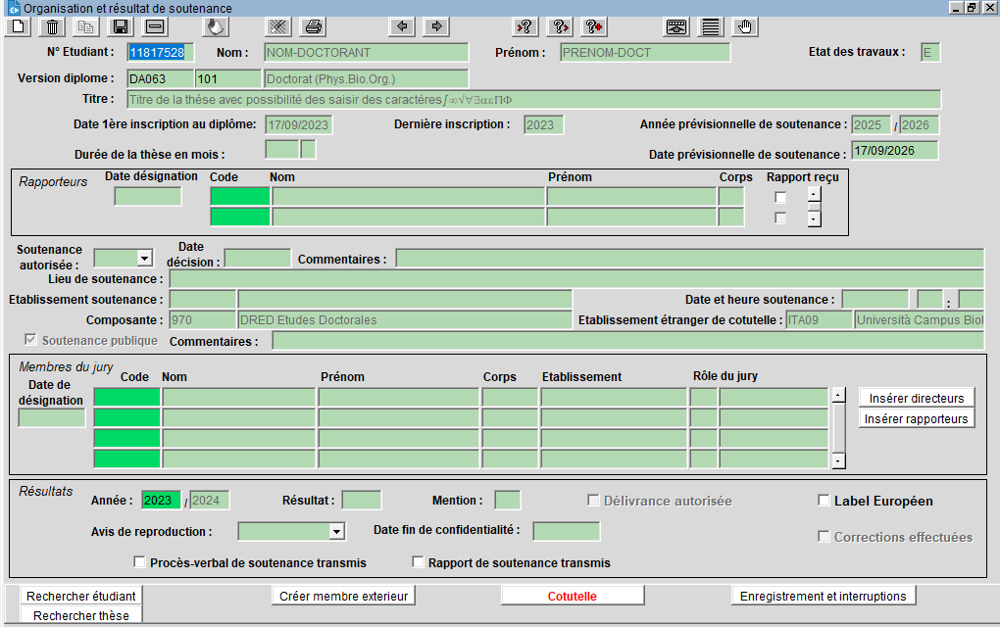 Organisation et résultat de soutenance
N° Etudiant : 11817528 Nom : NOM-DOCTORANT Prénom : PRENOM-DOCT Etat des travaux : E
Version diplome : DA063 101 Doctorat (Phys.Bio.Org.)
Titre : Titre de la thèse avec possibilité des saisir des caractères∫∞√∀∃αεΠΦ
Date 1ère inscription au diplôme: 17/09/2023 Dernière inscription : 2023 Année prévisionnelle de soutenance : 2025 / 2026
Durée de la thèse en mois : Date prévisionnelle de soutenance : 17/09/2026
Rapporteurs Date désignation Code Nom Prénom Corps Rapport reçu
Soutenance autorisée : Date décision : Commentaires :
Lieu de soutenance :
Etablissement soutenance : Date et heure soutenance : :
Composante : 970 DRED Etudes Doctorales Etablissement étranger de cotutelle : ITA09 Università Campus Biol
Soutenance publique Commentaires :
Membres du jury
Date de désignation Code Nom Prénom Corps Etablissement Rôle du jury
Insérer directeurs
Insérer rapporteurs
Résultats
Année : 2023 / 2024 Résultat : Mention : Délivrance autorisée Label Européen
Avis de reproduction : Date fin de confidentialité : Corrections effectuées
Procès-verbal de soutenance transmis Rapport de soutenance transmis
Rechercher étudiant Créer membre exterieur Cotutelle Enregistrement et interruptions
Rechercher thèse